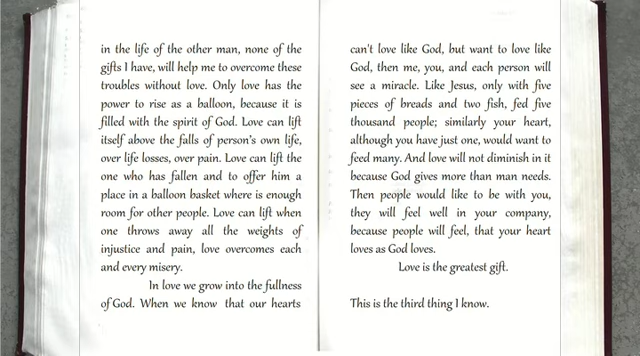 in the life of the other man, none of the
gifts I have, will help me to overcome these
troubles without love. Only love has the
power to rise as a balloon, because it is
filled with the spirit of God. Love can lift
itself above the falls of person's own life,
over life losses, over pain. Love can lift the
one who has fallen and to offer him a
place in a balloon basket where is enough
room for other people. Love can lift when
one throws away all the weights of
injustice and pain, love overcomes each
and every misery.
In love we grow into the fullness
of God. When we know that our hearts
can't love like God, but want to love like
God, then me, you, and each person will
see a miracle. Like Jesus, only with five
pieces of breads and two fish, fed five
thousand people; similarly your heart,
although you have just one, would want to
feed many. And love will not diminish in it
because God gives more than man needs.
Then people would like to be with you,
they will feel well in your company,
because people will feel, that your heart
loves as God loves.
Love is the greatest gift.
This is the third thing I know.